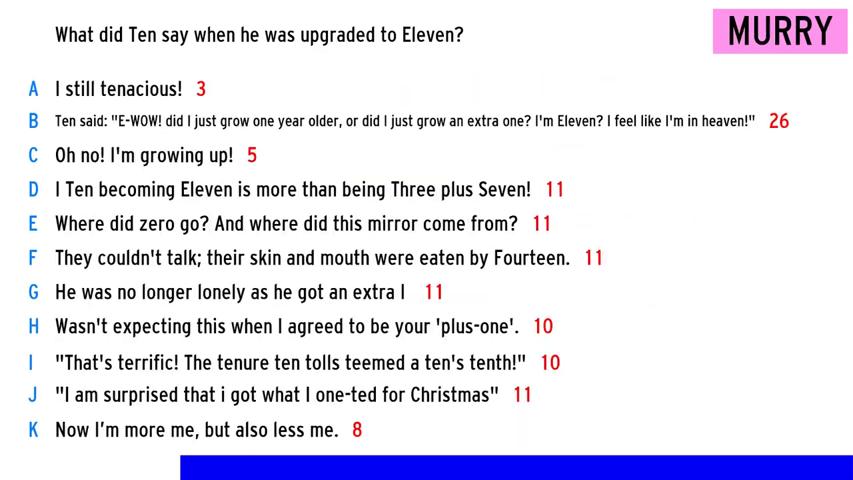 What did Ten say when he was upgraded to Eleven?
MURRY
A I still tenacious! 3
B Ten said: "E-WOW! did I just grow one year older, or did I just grow an extra one? I'm Eleven? I feel like I'm in heaven!" 26
C Oh no! I'm growing up! 5
D I Ten becoming Eleven is more than being Three plus Seven! 11
E Where did zero go? And where did this mirror come from? 11
F They couldn't talk; their skin and mouth were eaten by Fourteen. 11
G He was no longer lonely as he got an extra I 11
H Wasn't expecting this when I agreed to be your 'plus-one'. 10
I "That's terrific! The tenure ten tolls teemed a ten's tenth!" 10
J "I am surprised that i got what I one-ted for Christmas" 11
K Now I’m more me, but also less me. 8